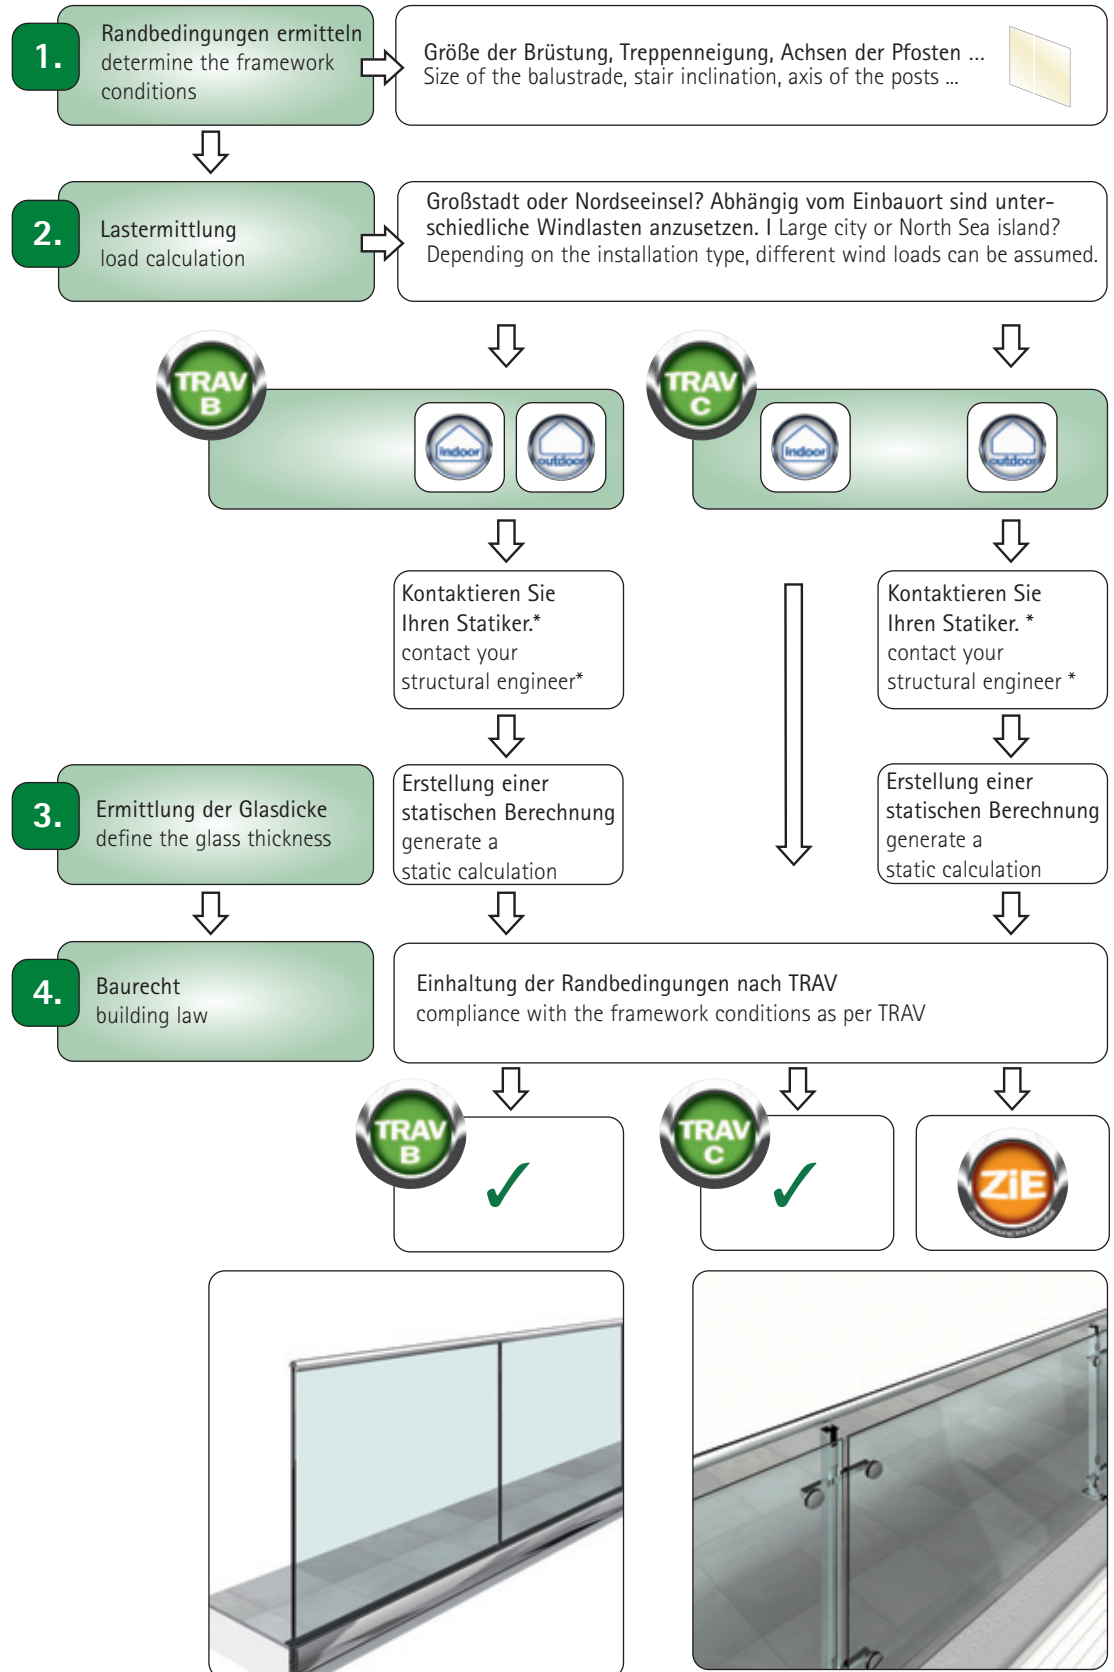 1.
Randbedingungen ermitteln
determine the framework
conditions
Größe der Brüstung, Treppenneigung, Achsen der Pfosten ...
Size of the balustrade, stair inclination, axis of the posts ...
2.
Lastermittlung
load calculation
Großstadt oder Nordseeinsel? Abhängig vom Einbauort sind unter-
schiedliche Windlasten anzusetzen. I Large city or North Sea island?
Depending on the installation type, different wind loads can be assumed.
TRAV
B
indoor
outdoor
TRAV
C
indoor
outdoor
Kontaktieren Sie
Ihren Statiker.*
contact your
structural engineer*
Kontaktieren Sie
Ihren Statiker. *
contact your
structural engineer *
3.
Ermittlung der Glasdicke
define the glass thickness
Erstellung einer
statischen Berechnung
generate a
static calculation
Erstellung einer
statischen Berechnung
generate a
static calculation
4.
Baurecht
building law
Einhaltung der Randbedingungen nach TRAV
compliance with the framework conditions as per TRAV
TRAV
B
TRAV
C
ZiE